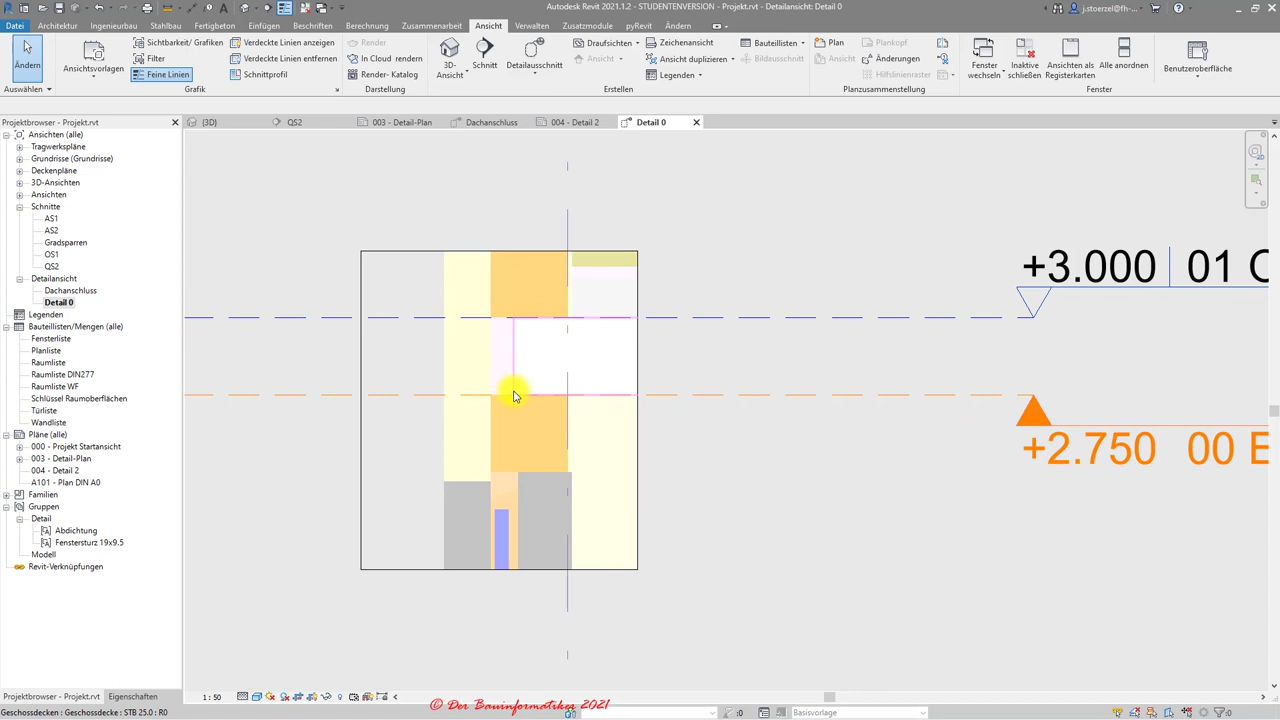 Autodesk Revit 2021.1.2 - STUDENTENVERSION - Projekt.rvt - Detailansicht: Detail 0
j.stoerzel@fh-...
Datei Architektur Ingenieurbau Stahlbau Fertigbeton Einfügen Beschriften Berechnung Zusammenarbeit Ansicht Verwalten Zusatzmodule pyRevit Ändern
Ändern
Auswählen
Ansichtsvorlagen
Sichtbarkeit/ Grafiken
Filter
Feine Linien
Verdeckte Linien anzeigen
Verdeckte Linien entfernen
Schnittprofil
Grafik
Render
In Cloud rendern
Render- Katalog
Darstellung
3D-
Ansicht
Schnitt
Detailausschnitt
Draufsichten
Ansicht
Zeichenansicht
Ansicht duplizieren
Legenden
Erstellen
Bauteillisten
Bildausschnitt
Plan
Ansicht
Plankopf
Änderungen
Hilfslinienraster
Planzusammenstellung
Fenster
wechseln
Inaktive
schließen
Ansichten als
Registerkarten
Alle anordnen
Fenster
Benutzeroberfläche
Projektbrowser - Projekt.rvt
{3D}
QS2
003 - Detail-Plan
Dachanschluss
004 - Detail 2
Detail 0
Ansichten (alle)
Tragwerkspläne
Grundrisse (Grundrisse)
Deckenpläne
3D-Ansichten
Ansichten
Schnitte
AS1
AS2
Gradsparren
OS1
QS2
Detailansicht
Dachanschluss
Detail 0
Legenden
Bauteillisten/Mengen (alle)
Fensterliste
Planliste
Raumliste
Raumliste DIN277
Raumliste WF
Schlüssel Raumoberflächen
Türliste
Wandliste
Pläne (alle)
000 - Projekt Startansicht
003 - Detail-Plan
004 - Detail 2
A101 - Plan DIN A0
Familien
Gruppen
Detail
Abdichtung
Fenstersturz 19x9.5
Modell
Revit-Verknüpfungen
+3.000 01 O
+2.750 00 E
Projektbrowser - Projekt.rvt Eigenschaften
1 : 50
© Der Bauinformatiker 2021
Geschossdecken : Geschossdecke : STB 25.0 : R0
:0
Basisvorlage
:0